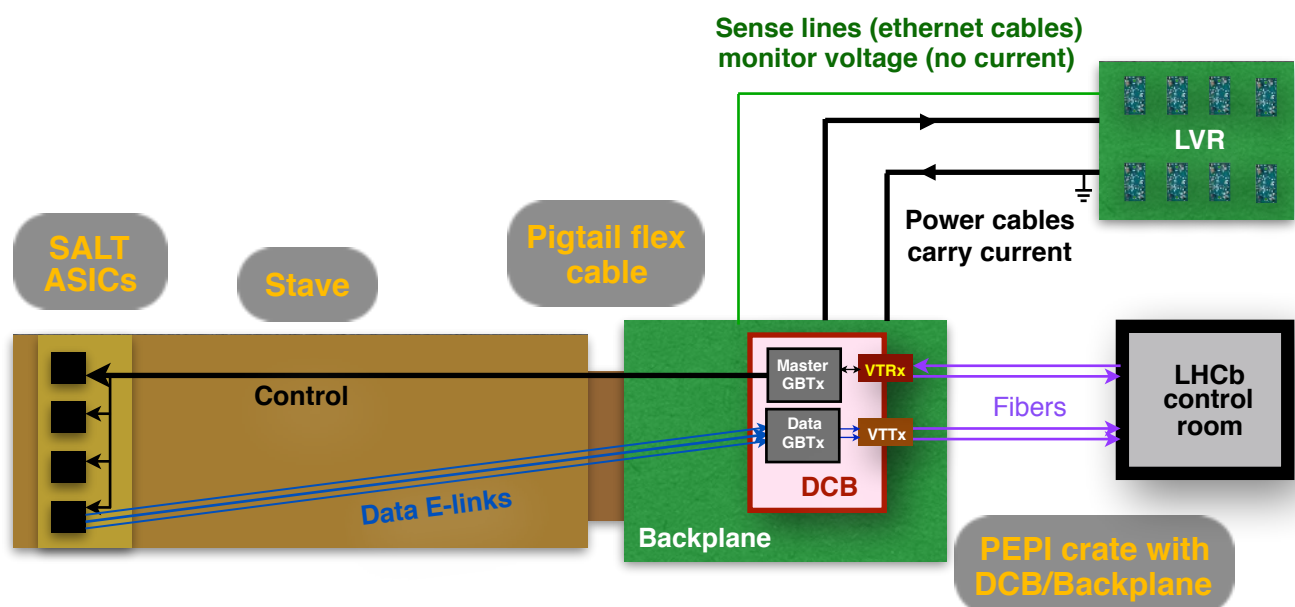 Sense lines (ethernet cables)
monitor voltage (no current)
LVR
Power cables
carry current
Pigtail flex
cable
SALT
ASICs
Stave
Master
GBTx
VTRx
Control
LHCb
control
room
Fibers
Data
GBTx
VTTx
DCB
Data E-links
Backplane
PEPI crate with
DCB/Backplane